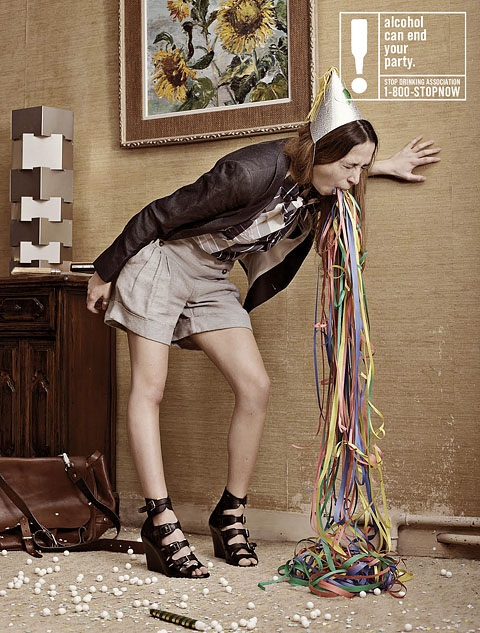 alcohol
can end
your
party.
STOP DRINKING ASSOCIATION
1-800-STOPNOW